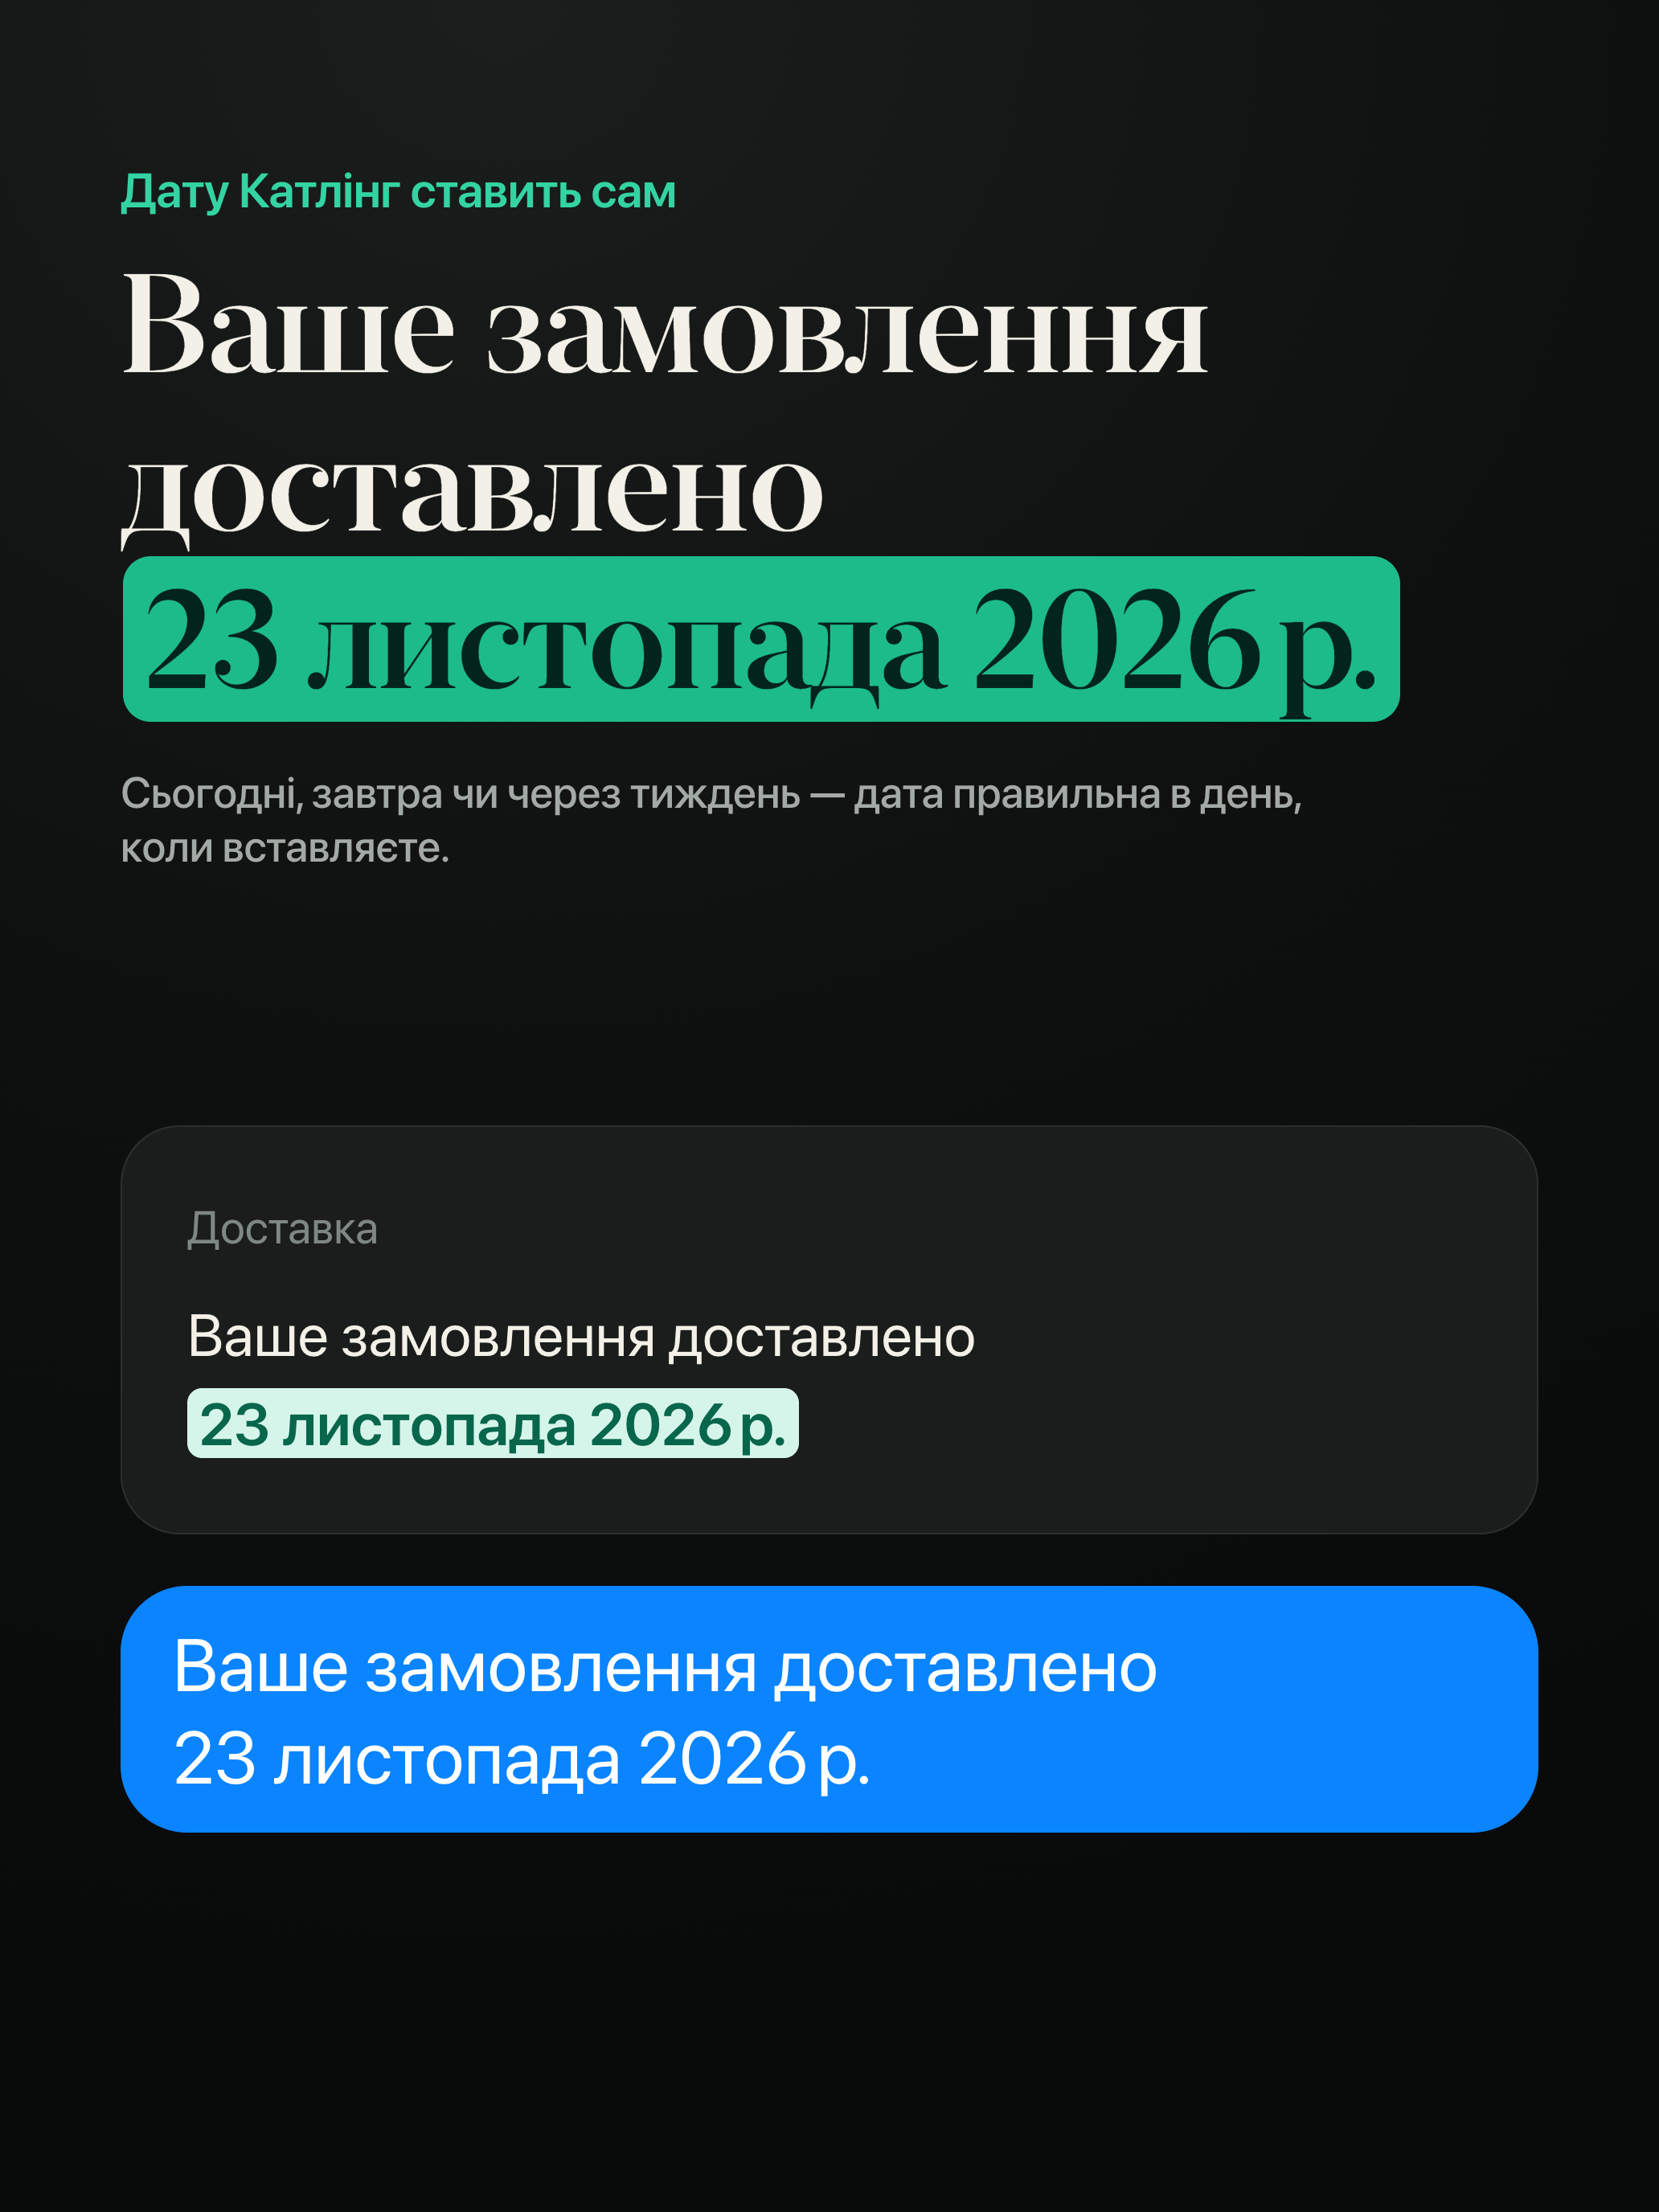 Дату Катлінг ставить сам
Ваше замовлення
доставлено
23 листопада 2026 р.
Сьогодні, завтра чи через тиждень — дата правильна в день,
коли вставляєте.
Доставка
Ваше замовлення доставлено
23 листопада 2026 р.
Ваше замовлення доставлено
23 листопада 2026 р.